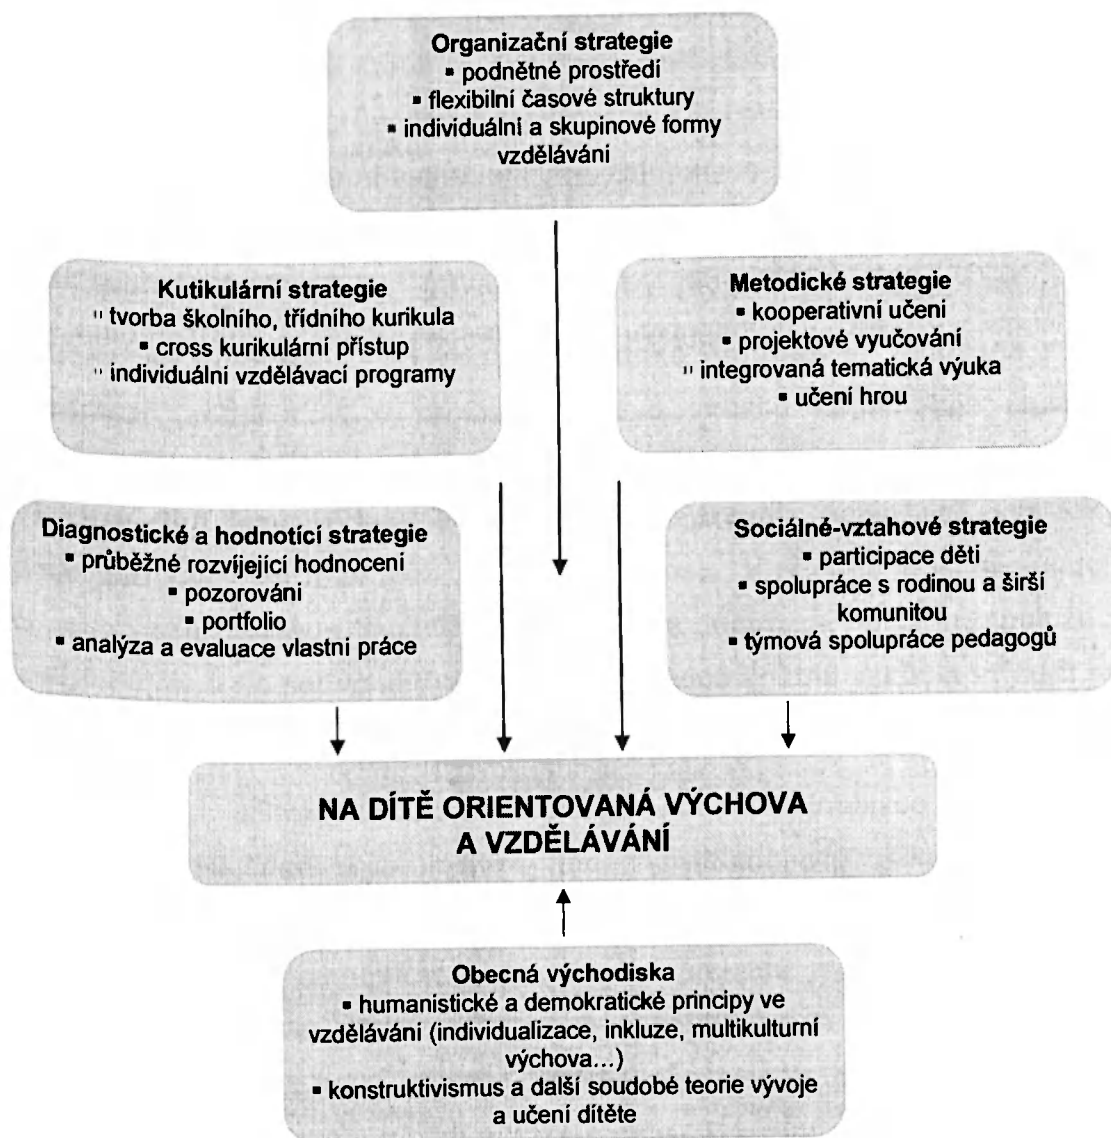 Organizační strategie
▪ podnětné prostředí
▪ flexibilní časové struktury
▪ individuální a skupinové formy
vzdělávání
Kutikulární strategie
" tvorba školního, třídního kurikula
▪ cross kurikulární přístup
" individuální vzdělávací programy
Metodické strategie
▪ kooperativní učení
▪ projektové vyučování
" integrovaná tematická výuka
▪ učení hrou
Diagnostické a hodnotící strategie
▪ průběžné rozvíjející hodnocení
▪ pozorování
▪ portfolio
▪ analýza a evaluace vlastní práce
Sociálně-vztahové strategie
▪ participace dětí
▪ spolupráce s rodinou a širší
komunitou
▪ týmová spolupráce pedagogů
NA DÍTĚ ORIENTOVANÁ VÝCHOVA
A VZDĚLÁVÁNÍ
Obecná východiska
▪ humanistické a demokratické principy ve
vzdělávání (individualizace, inkluze, multikulturní
výchova...)
▪ konstruktivismus a další soudobé teorie vývoje
a učení dítěte